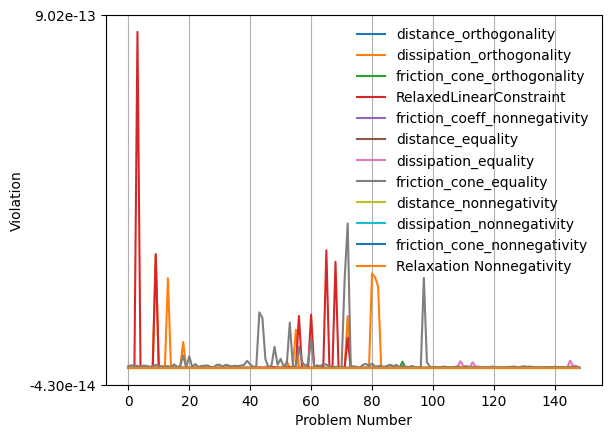 9.02e-13
distance_orthogonality
dissipation_orthogonality
friction_cone_orthogonality
RelaxedLinearConstraint
friction_coeff_nonnegativity
distance_equality
dissipation_equality
friction_cone_equality
distance_nonnegativity
dissipation_nonnegativity
friction_cone_nonnegativity
Relaxation Nonnegativity
Violation
-4.30e-14
0 20 40 60 80 100 120 140
Problem Number